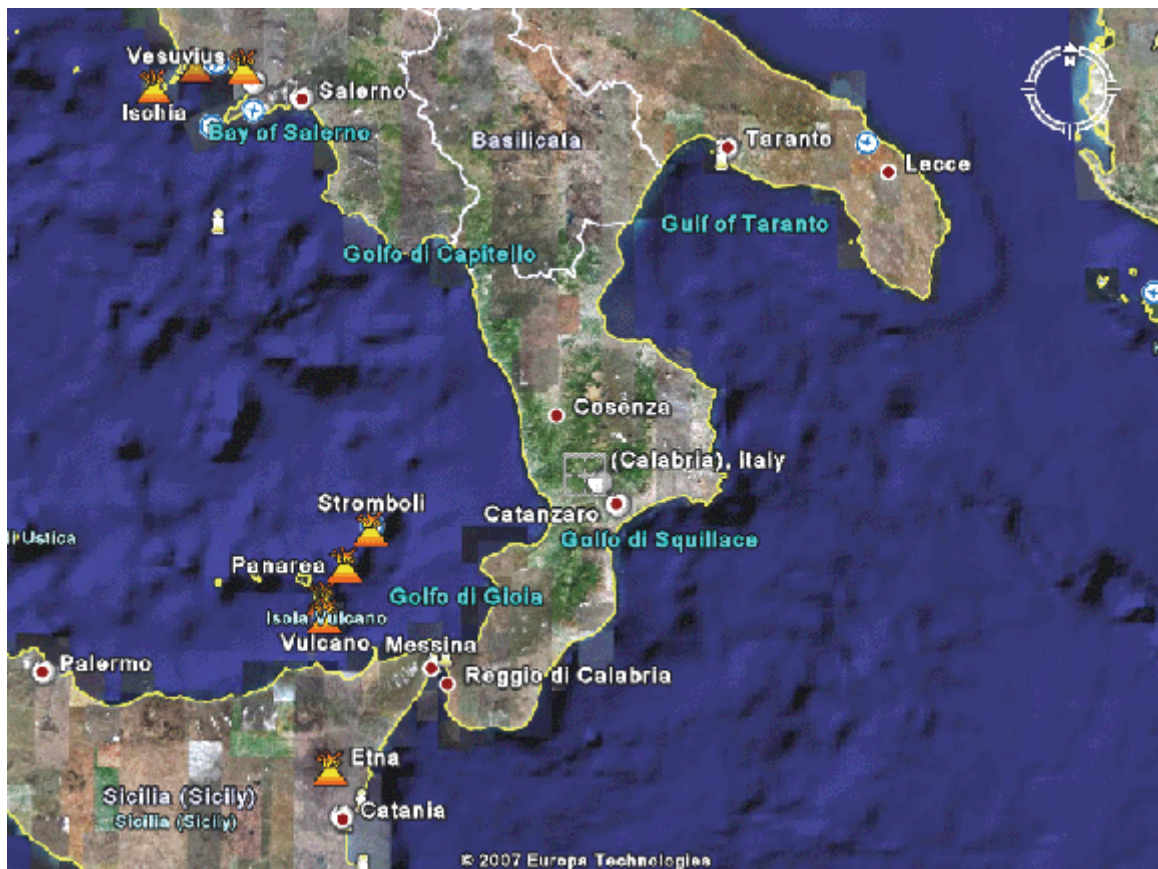 Vesuvius
Ischia
Salerno
Bay of Salerno
Basilicata
Taranto
Lecce
Gulf of Taranto
Golfo di Capitello
Cosenza
(Calabria), Italy
Stromboli
Catanzaro
Golfo di Squillace
di Ustica
Panarea
Golfo di Gioia
Isola Vulcano
Vulcano
Messina
Palermo
Reggio di Calabria
Etna
Sicilia (Sicily)
Sicilia (Sicily)
Catania
© 2007 Europa Technologies
N